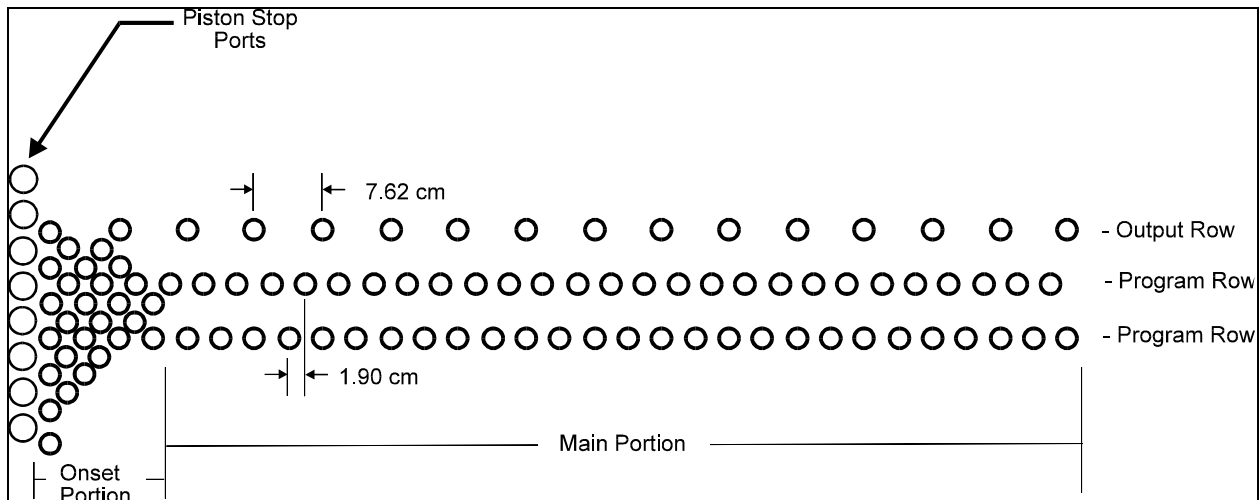 Piston Stop
Ports
7.62 cm
- Output Row
- Program Row
- Program Row
1.90 cm
Main Portion
Onset
Portion